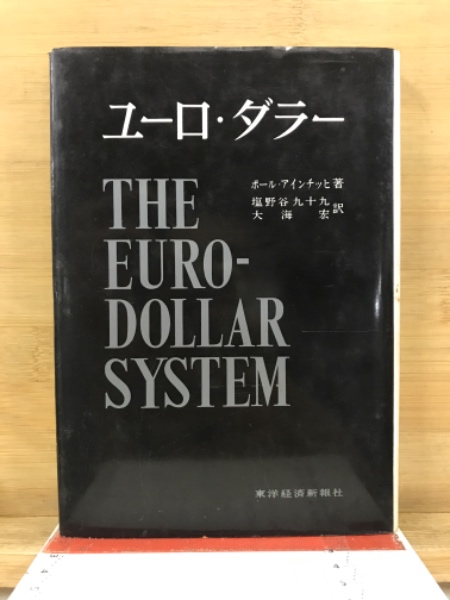 ユーロ・ダラー
THE
EURO-
DOLLAR
SYSTEM
ポール・アインチッヒ 著
塩野谷九十九
大海宏 訳
東洋経済新報社